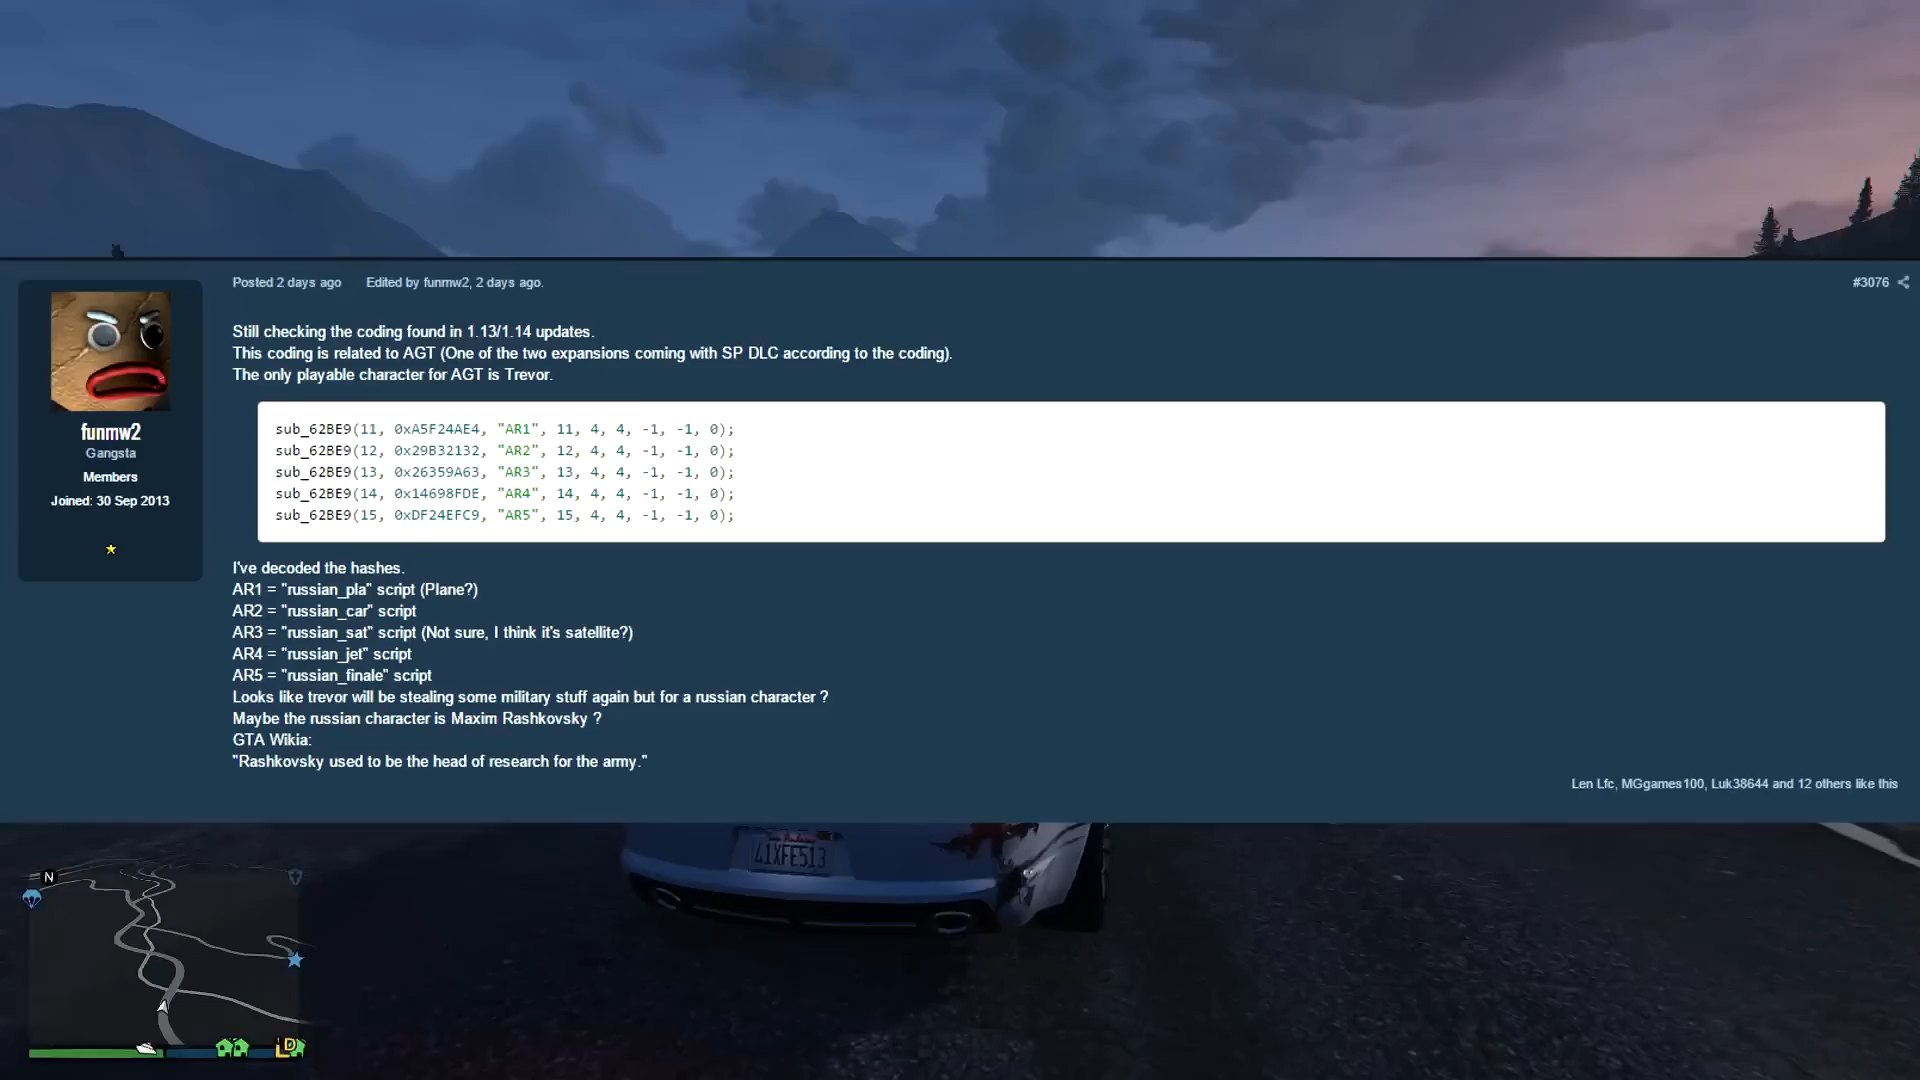 Posted 2 days ago Edited by funmw2, 2 days ago.
#3076
Still checking the coding found in 1.13/1.14 updates.
This coding is related to AGT (One of the two expansions coming with SP DLC according to the coding).
The only playable character for AGT is Trevor.
funmw2
Gangsta
Members
Joined: 30 Sep 2013
sub_62BE9(11, 0xA5F24AE4, "AR1", 11, 4, 4, -1, -1, 0);
sub_62BE9(12, 0x29B32132, "AR2", 12, 4, 4, -1, -1, 0);
sub_62BE9(13, 0x26359A63, "AR3", 13, 4, 4, -1, -1, 0);
sub_62BE9(14, 0x14698FDE, "AR4", 14, 4, 4, -1, -1, 0);
sub_62BE9(15, 0xDF24EFC9, "AR5", 15, 4, 4, -1, -1, 0);
I've decoded the hashes.
AR1 = "russian_pla" script (Plane?)
AR2 = "russian_car" script
AR3 = "russian_sat" script (Not sure, I think it's satellite?)
AR4 = "russian_jet" script
AR5 = "russian_finale" script
Looks like trevor will be stealing some military stuff again but for a russian character ?
Maybe the russian character is Maxim Rashkovsky ?
GTA Wikia:
"Rashkovsky used to be the head of research for the army."
Len Lfc, MGgames100, Luk38644 and 12 others like this
41XFE513
N